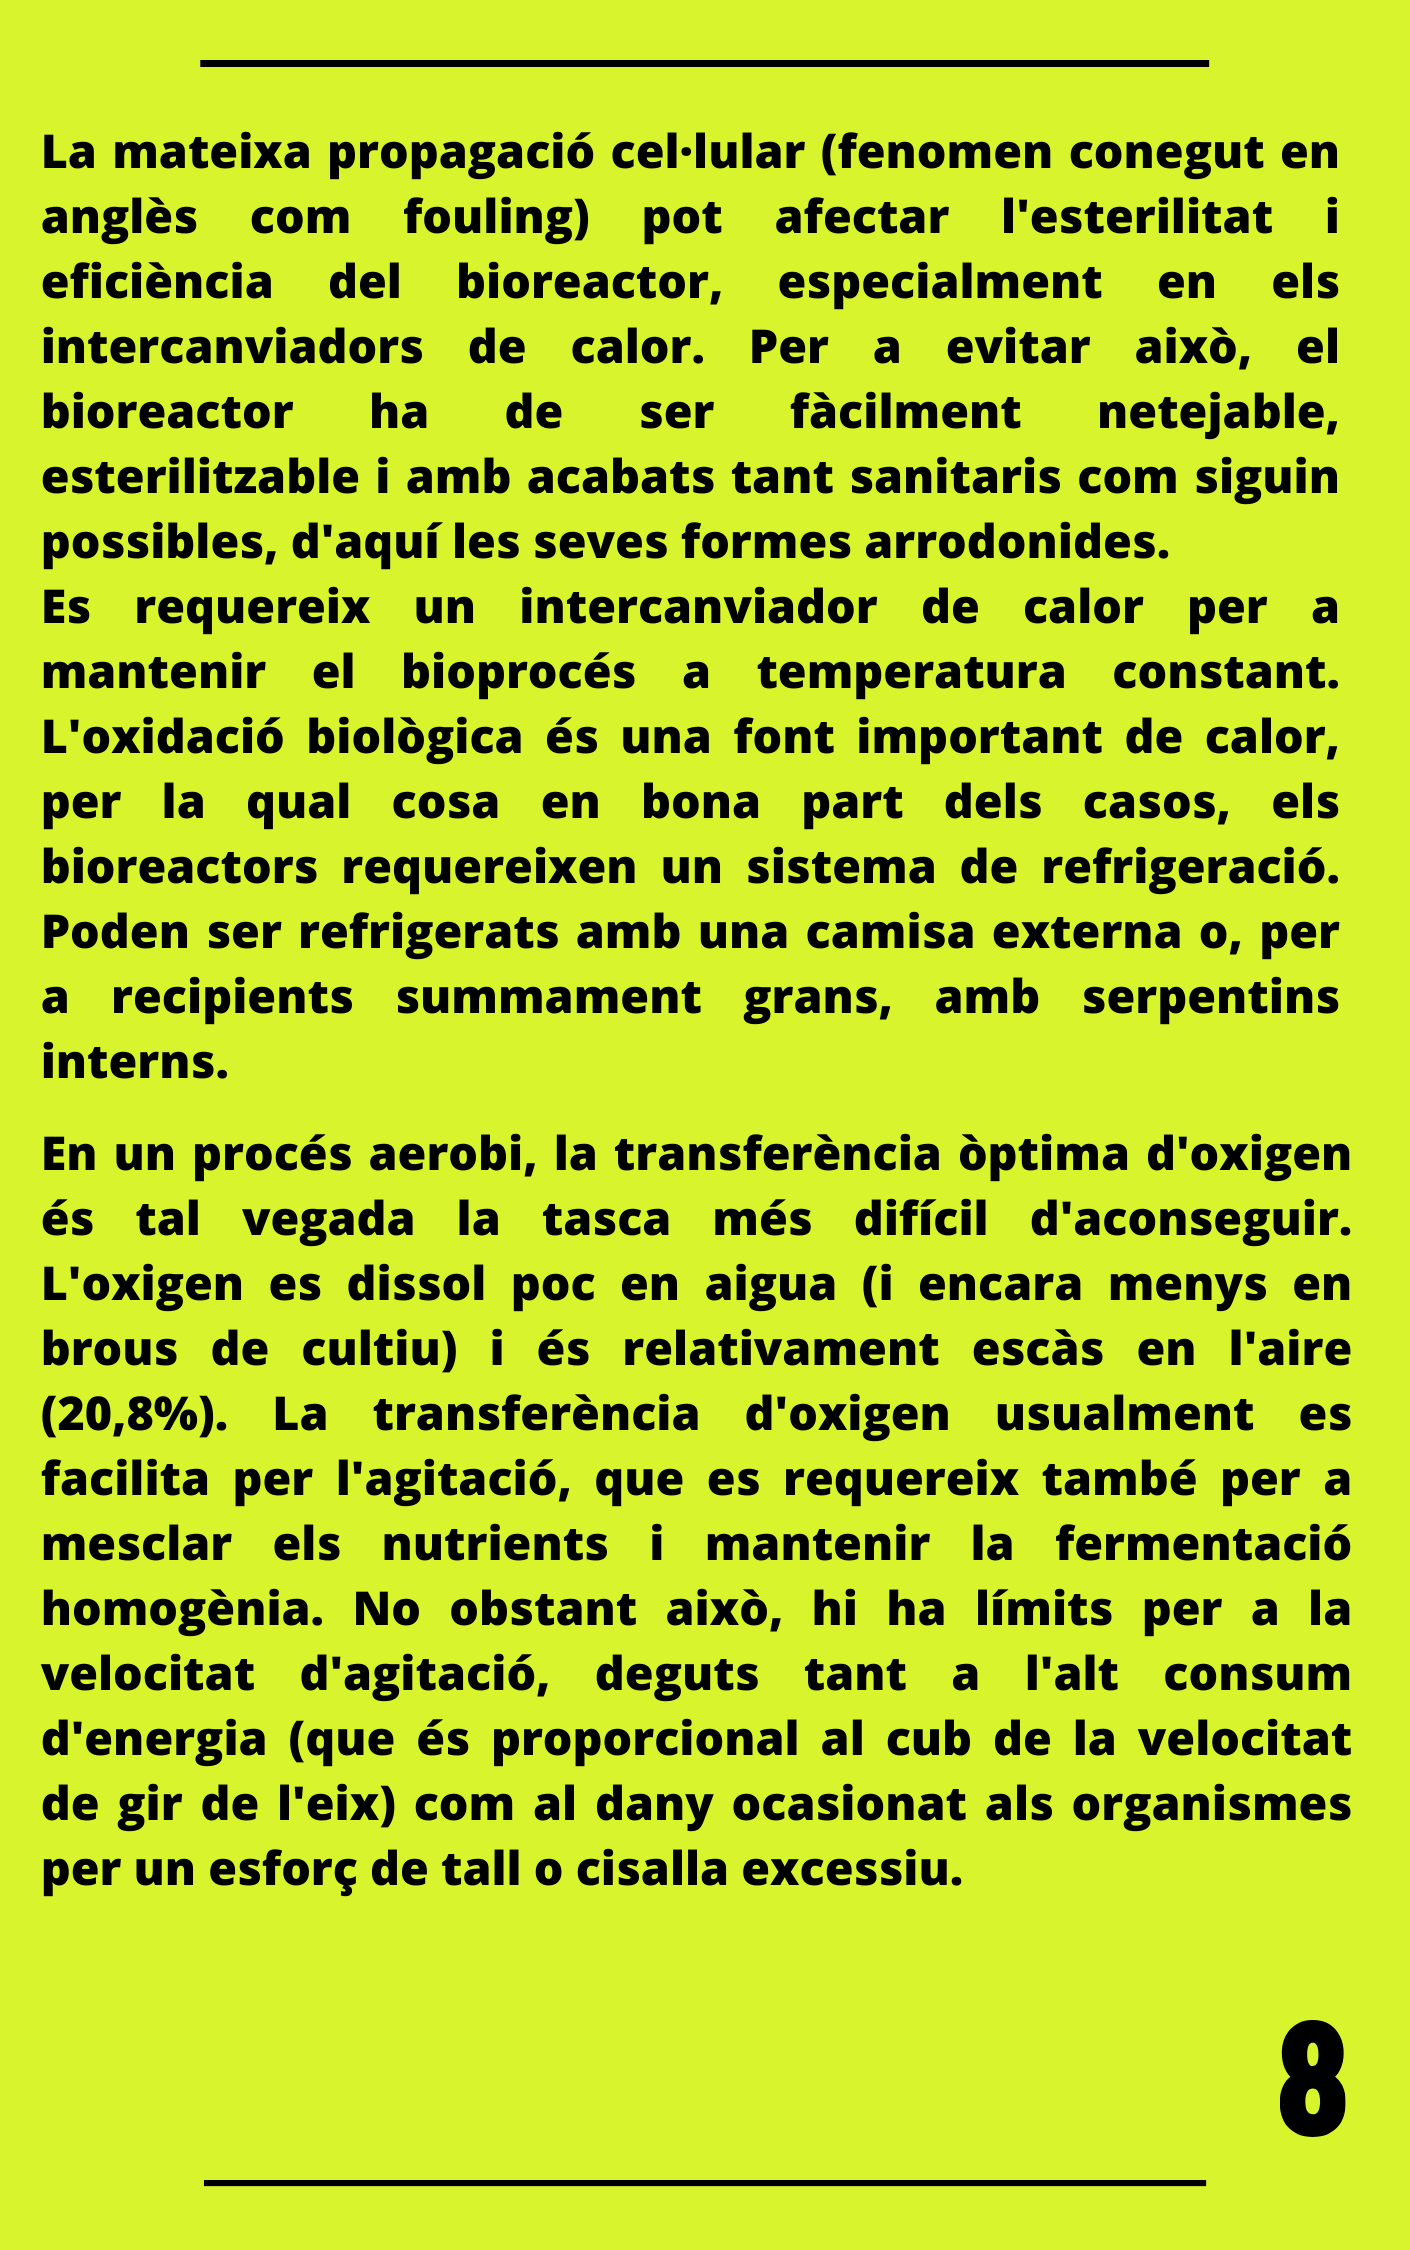 La mateixa propagació cel·lular (fenomen conegut en
anglès com fouling) pot afectar l'esterilitat i
eficiència del bioreactor, especialment en els
intercanviadors de calor. Per a evitar això, el
bioreactor ha de ser fàcilment netejable,
esterilitzable i amb acabats tant sanitaris com siguin
possibles, d'aquí les seves formes arrodonides.
Es requereix un intercanviador de calor per a
mantenir el bioprocés a temperatura constant.
L'oxidació biològica és una font important de calor,
per la qual cosa en bona part dels casos, els
bioreactors requereixen un sistema de refrigeració.
Poden ser refrigerats amb una camisa externa o, per
a recipients summament grans, amb serpentins
interns.
En un procés aerobi, la transferència òptima d'oxigen
és tal vegada la tasca més difícil d'aconseguir.
L'oxigen es dissol poc en aigua (i encara menys en
brous de cultiu) i és relativament escàs en l'aire
(20,8%). La transferència d'oxigen usualment es
facilita per l'agitació, que es requereix també per a
mesclar els nutrients i mantenir la fermentació
homogènia. No obstant això, hi ha límits per a la
velocitat d'agitació, deguts tant a l'alt consum
d'energia (que és proporcional al cub de la velocitat
de gir de l'eix) com al dany ocasionat als organismes
per un esforç de tall o cisalla excessiu.
8